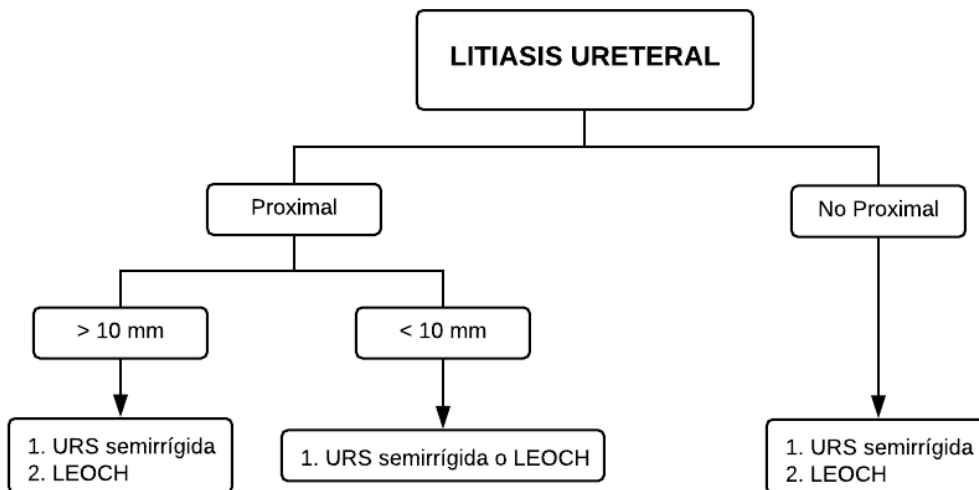 LITIASIS URETERAL
Proximal
No Proximal
> 10 mm
< 10 mm
1. URS semirrígida
2. LEOCH
1. URS semirrígida o LEOCH
1. URS semirrígida
2. LEOCH